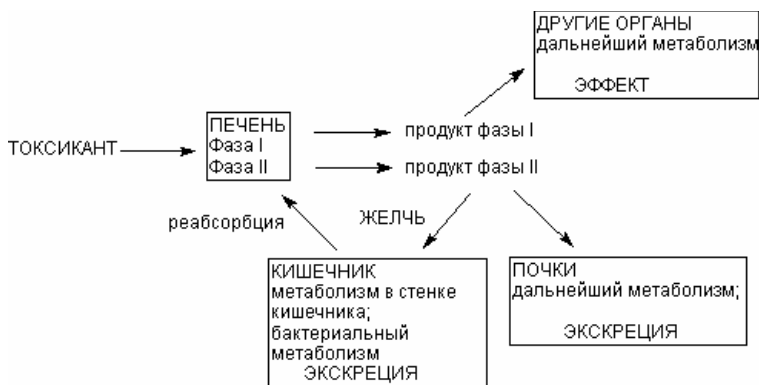 ДРУГИЕ ОРГАНЫ
дальнейший метаболизм
ЭФФЕКТ
ТОКСИКАНТ
ПЕЧЕНЬ
Фаза I
Фаза II
продукт фазы I
продукт фазы II
реабсорбция
ЖЕЛЧЬ
КИШЕЧНИК
метаболизм в стенке
кишечника;
бактериальный
метаболизм
ЭКСКРЕЦИЯ
ПОЧКИ
дальнейший метаболизм;
ЭКСКРЕЦИЯ